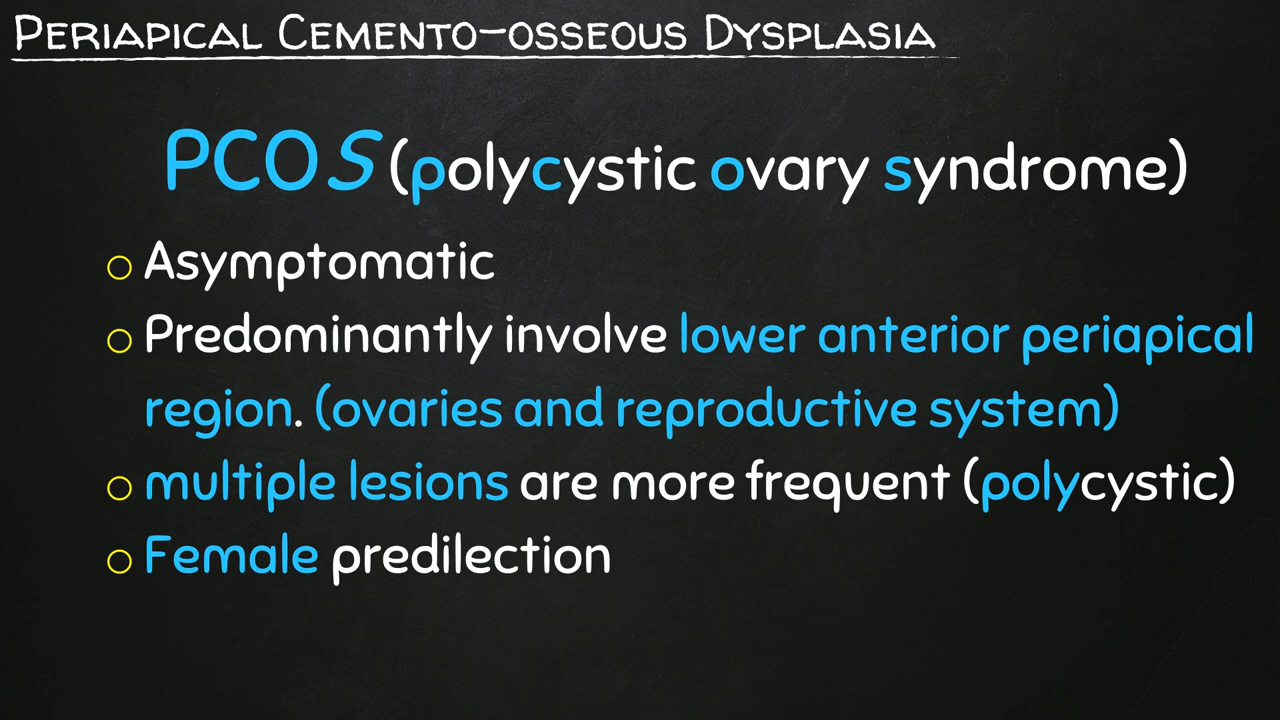 Periapical Cemento-osseous Dysplasia
PCOS (polycystic ovary syndrome)
Asymptomatic
Predominantly involve lower anterior periapical
region. (ovaries and reproductive system)
multiple lesions are more frequent (polycystic)
Female predilection